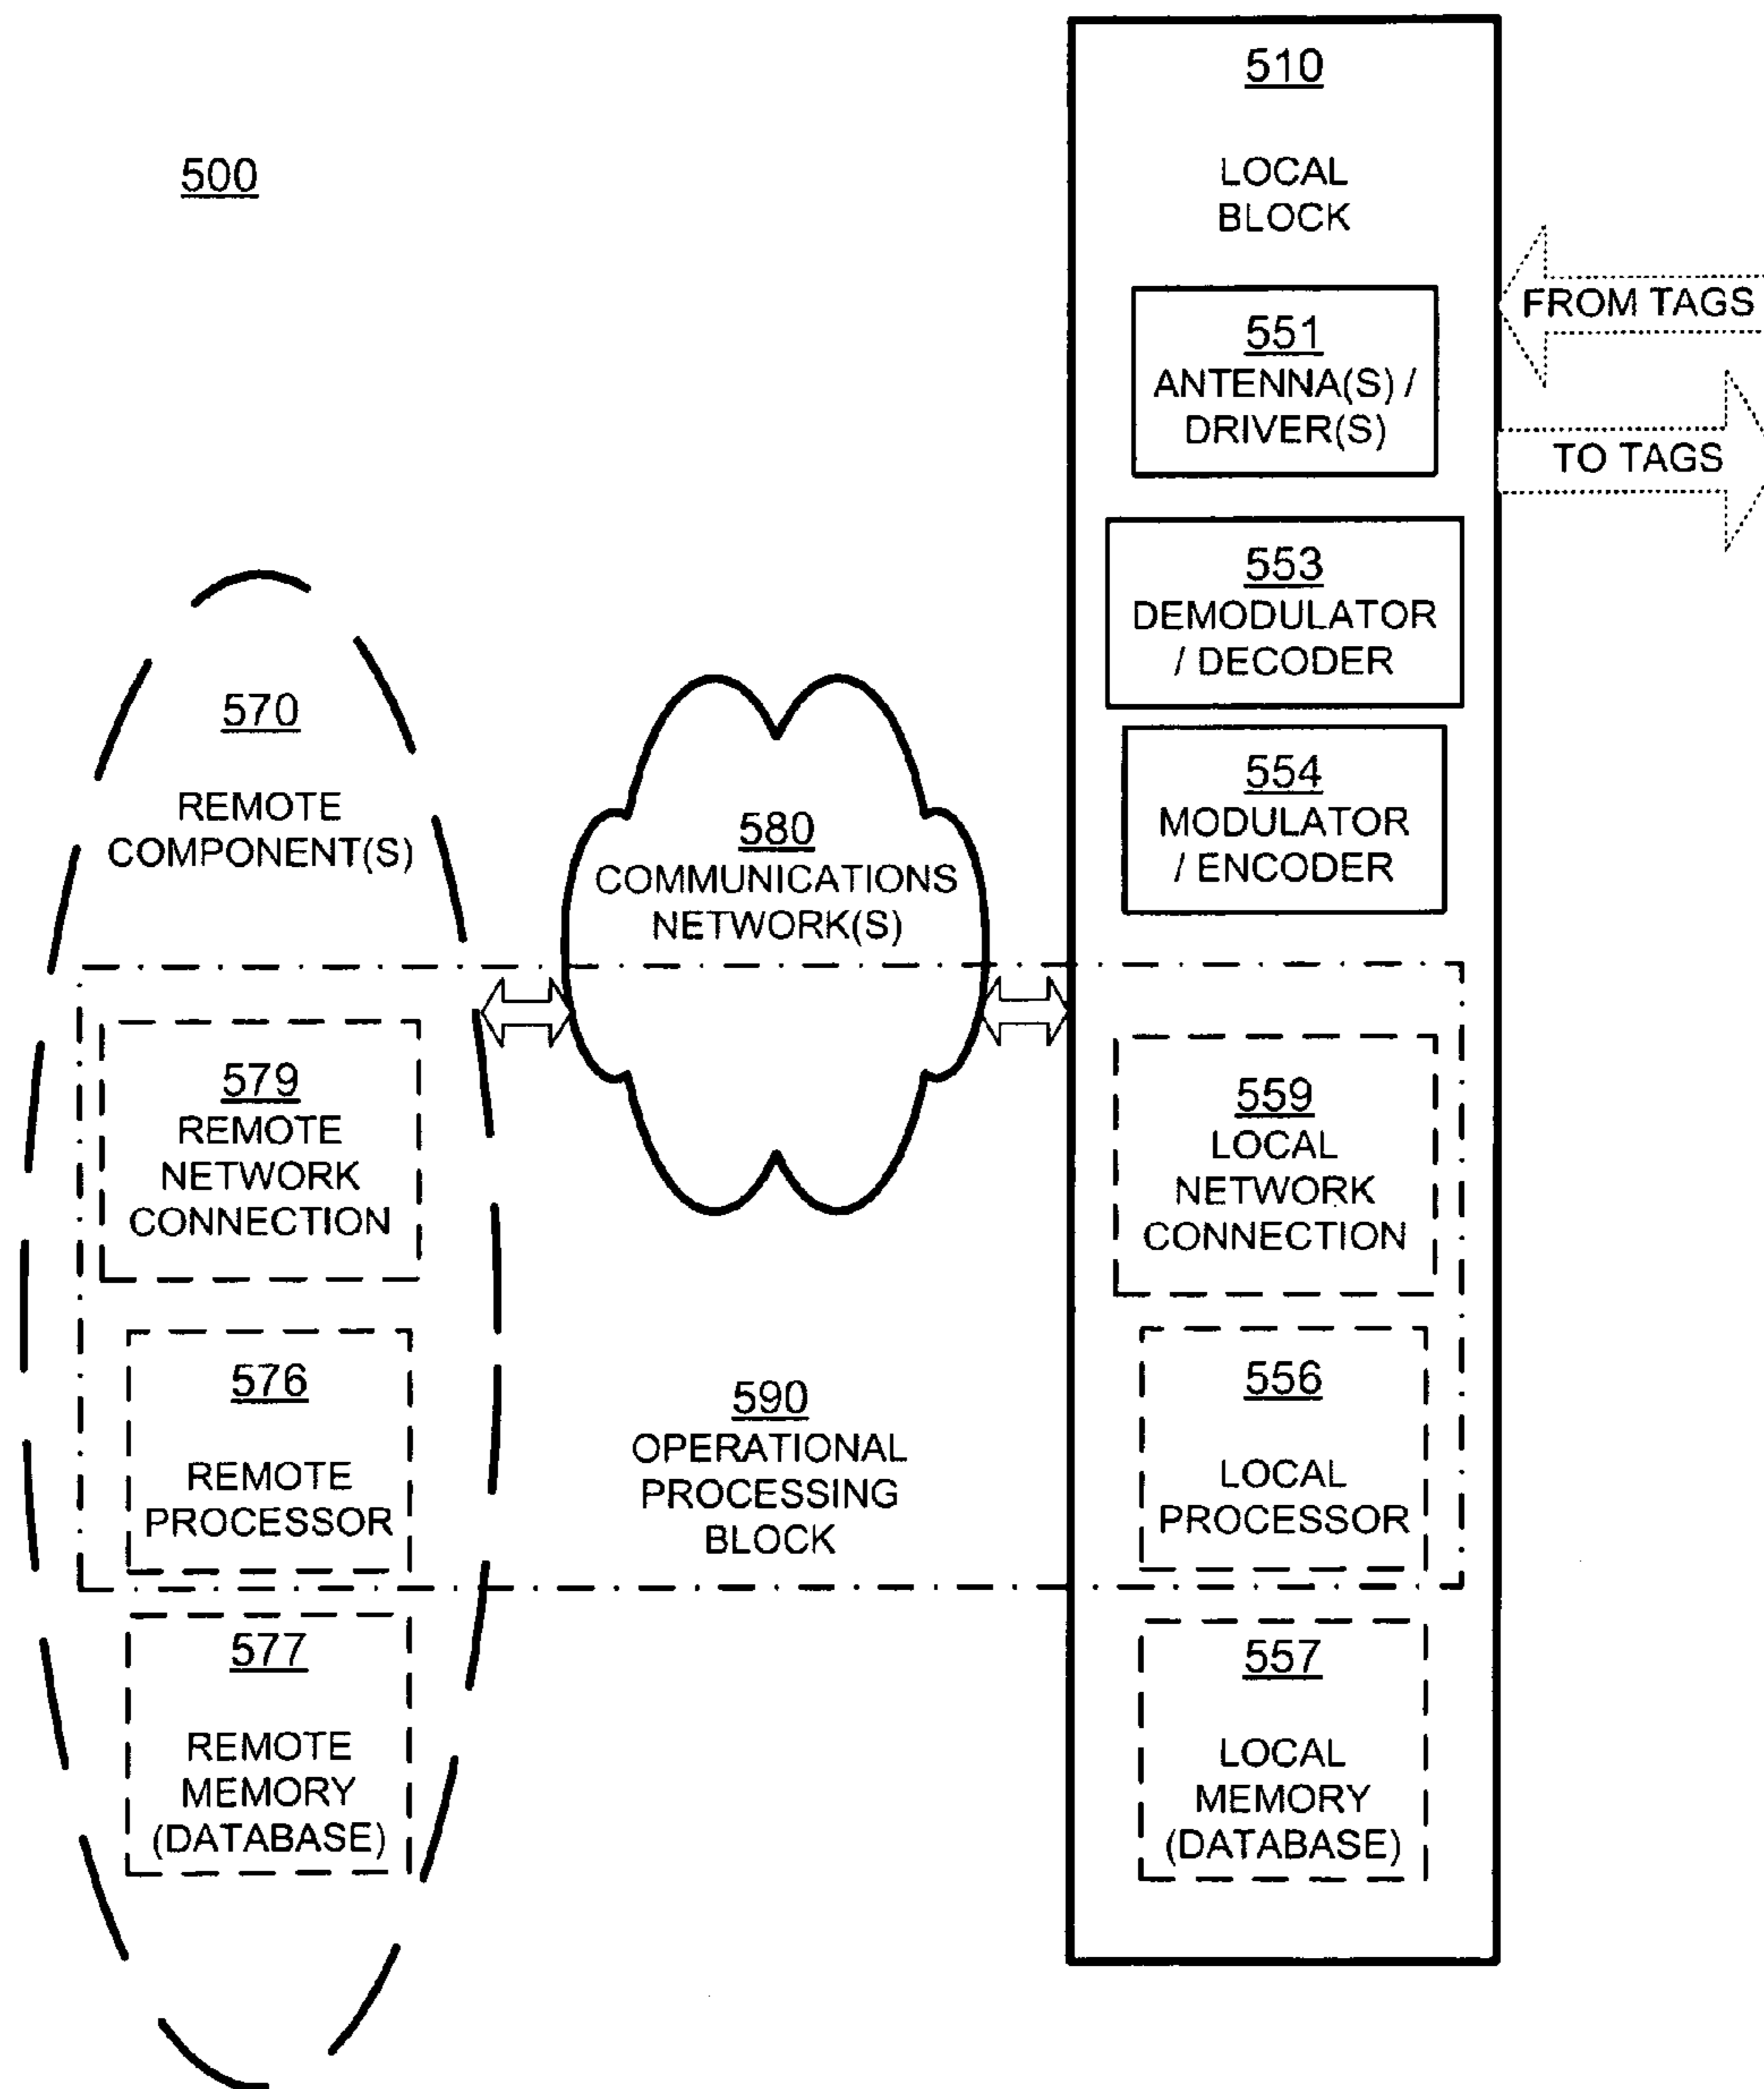 500
510
LOCAL
BLOCK
FROM TAGS
TO TAGS
551
ANTENNA(S) /
DRIVER(S)
553
DEMODULATOR
/ DECODER
554
MODULATOR
/ ENCODER
570
REMOTE
COMPONENT(S)
580
COMMUNICATIONS
NETWORK(S)
579
REMOTE
NETWORK
CONNECTION
559
LOCAL
NETWORK
CONNECTION
576
REMOTE
PROCESSOR
590
OPERATIONAL
PROCESSING
BLOCK
556
LOCAL
PROCESSOR
577
REMOTE
MEMORY
(DATABASE)
557
LOCAL
MEMORY
(DATABASE)